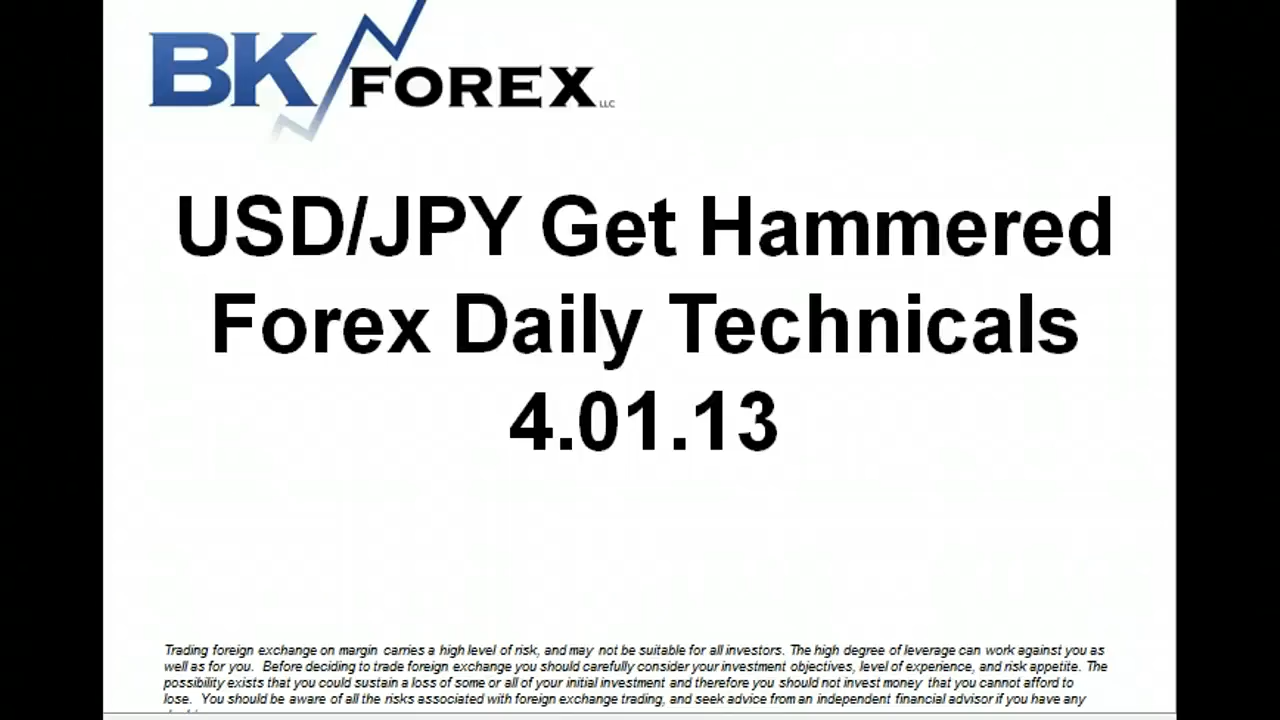 BK FOREX LLC
USD/JPY Get Hammered
Forex Daily Technicals
4.01.13
Trading foreign exchange on margin carries a high level of risk, and may not be suitable for all investors. The high degree of leverage can work against you as
well as for you. Before deciding to trade foreign exchange you should carefully consider your investment objectives, level of experience, and risk appetite. The
possibility exists that you could sustain a loss of some or all of your initial investment and therefore you should not invest money that you cannot afford to
lose. You should be aware of all the risks associated with foreign exchange trading, and seek advice from an independent financial advisor if you have any